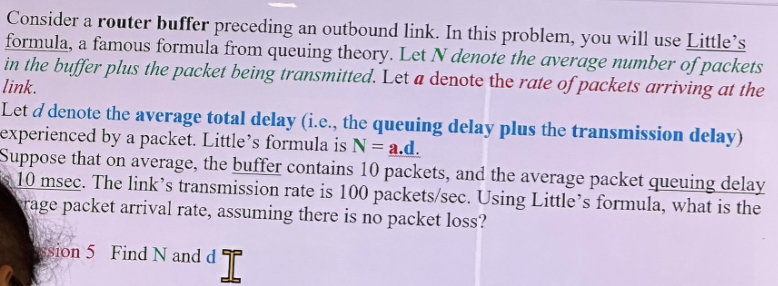 Consider a router buffer preceding an outbound link. In this problem, you will use Little's
formula, a famous formula from queuing theory. Let N denote the average number of packets
in the buffer plus the packet being transmitted. Let a denote the rate of packets arriving at the
link.
Let d denote the average total delay (i.e., the queuing delay plus the transmission delay)
experienced by a packet. Little's formula is N = a.d.
Suppose that on average, the buffer contains 10 packets, and the average packet queuing delay
10 msec. The link's transmission rate is 100 packets/sec. Using Little's formula, what is the
packet arrival rate, assuming there is no packet loss?
5 Find N and d